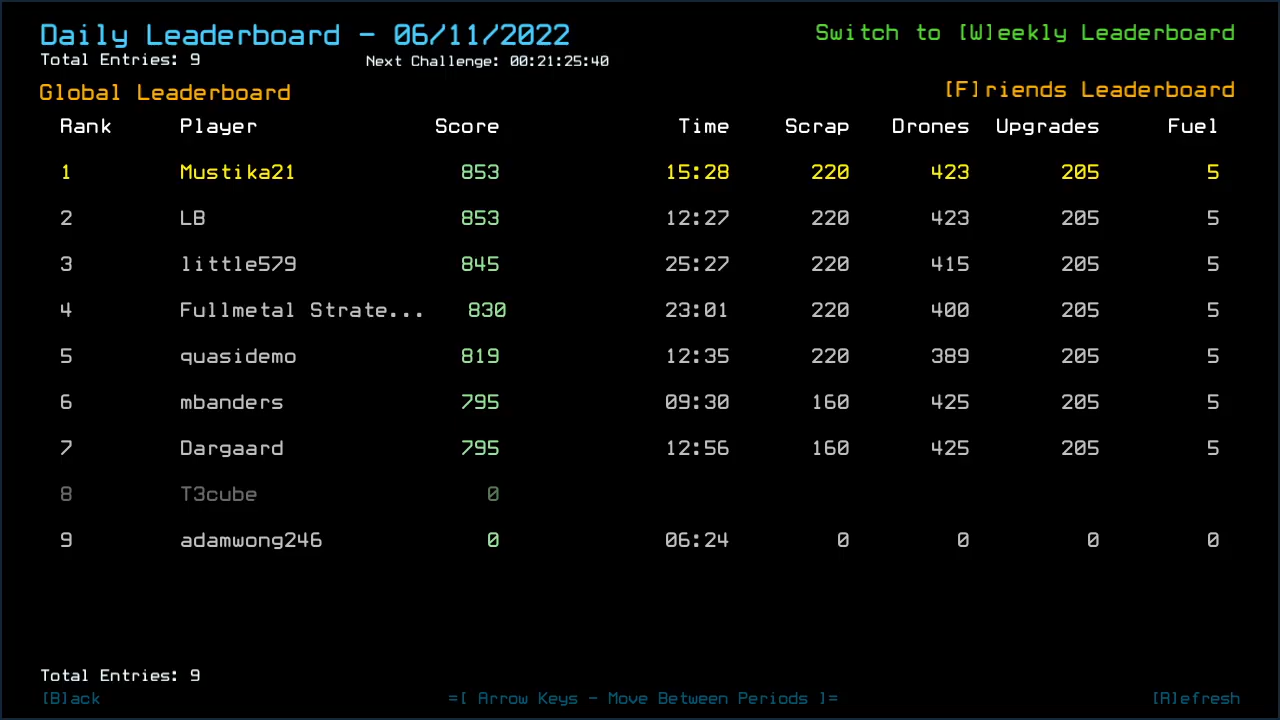 Daily Leaderboard - 06/11/2022
Switch to [W]eekly Leaderboard
Total Entries: 9
Next Challenge: 00:21:25:40
Global Leaderboard
[F]riends Leaderboard
Rank Player Score Time Scrap Drones Upgrades Fuel
1 Mustika21 853 15:28 220 423 205 5
2 LB 853 12:27 220 423 205 5
3 little579 845 25:27 220 415 205 5
4 Fullmetal Strate... 830 23:01 220 400 205 5
5 quasidemo 819 12:35 220 389 205 5
6 mbanders 795 09:30 160 425 205 5
7 Dargaard 795 12:56 160 425 205 5
8 T3cube 0
9 adamwong246 0 06:24 0 0 0 0
Total Entries: 9
[B]ack
=[ Arrow Keys - Move Between Periods ]=
[R]efresh